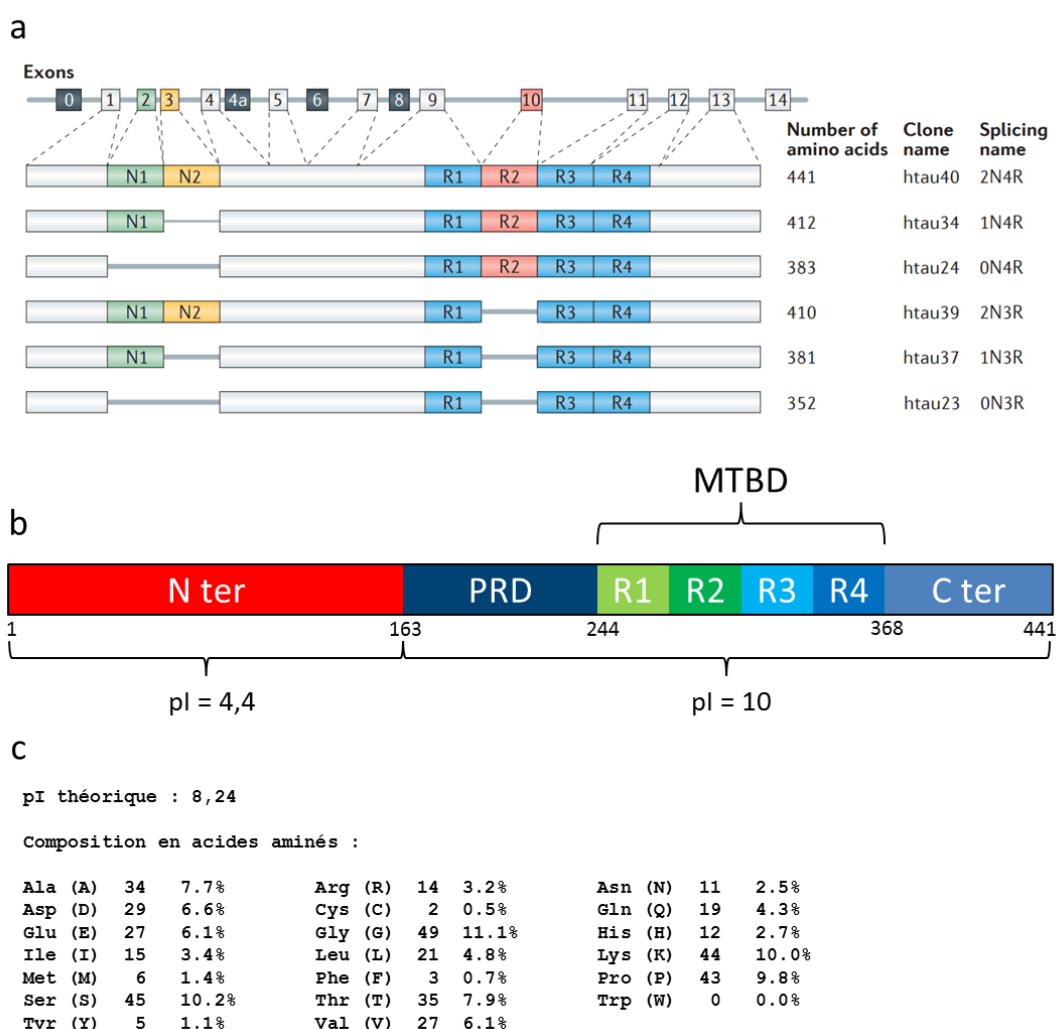 a
Exons
0 1 2 3 4 4a 5 6 7 8 9 10 11 12 13 14
Number of amino acids Clone name Splicing name
N1 N2 R1 R2 R3 R4 441 htau40 2N4R
N1 R1 R2 R3 R4 412 htau34 1N4R
R1 R2 R3 R4 383 htau24 0N4R
N1 N2 R1 R3 R4 410 htau39 2N3R
N1 R1 R3 R4 381 htau37 1N3R
R1 R3 R4 352 htau23 0N3R
MTBD
b
N ter PRD R1 R2 R3 R4 C ter
1 163 244 368 441
pI = 4,4 pI = 10
c
pI théorique : 8,24
Composition en acides aminés :
Ala (A) 34 7.7% Arg (R) 14 3.2% Asn (N) 11 2.5%
Asp (D) 29 6.6% Cys (C) 2 0.5% Gln (Q) 19 4.3%
Glu (E) 27 6.1% Gly (G) 49 11.1% His (H) 12 2.7%
Ile (I) 15 3.4% Leu (L) 21 4.8% Lys (K) 44 10.0%
Met (M) 6 1.4% Phe (F) 3 0.7% Pro (P) 43 9.8%
Ser (S) 45 10.2% Thr (T) 35 7.9% Trp (W) 0 0.0%
Tyr (Y) 5 1.1% Val (V) 27 6.1%